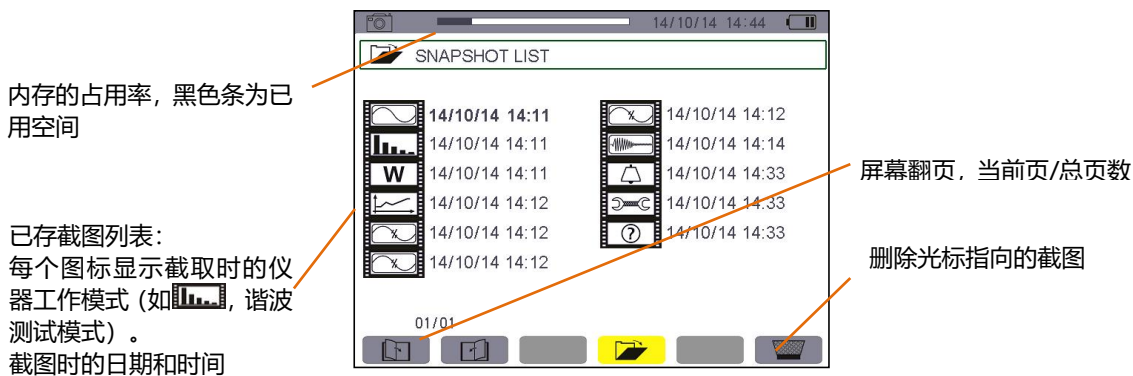 14/10/14 14:44
SNAPSHOT LIST
内存的占用率，黑色条为已
用空间
14/10/14 14:11
14/10/14 14:11
W 14/10/14 14:11
14/10/14 14:12
14/10/14 14:12
14/10/14 14:12
14/10/14 14:12
14/10/14 14:14
14/10/14 14:33
14/10/14 14:33
? 14/10/14 14:33
01/01
屏幕翻页，当前页/总页数
删除光标指向的截图
已存截图列表：
每个图标显示截取时的仪
器工作模式（如，谐波
测试模式）。
截图时的日期和时间